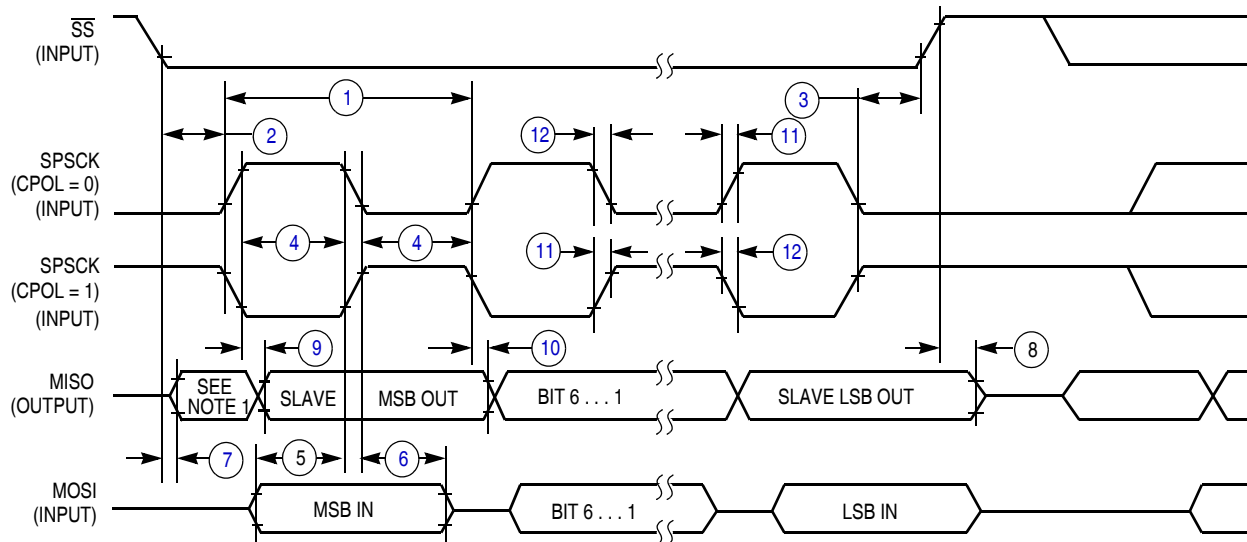 SS
(INPUT)
1
3
2
12
11
SPSCK
(CPOL = 0)
(INPUT)
4
4
11
12
SPSCK
(CPOL = 1)
(INPUT)
9
10
8
MISO
(OUTPUT)
SEE
NOTE 1
SLAVE
MSB OUT
BIT 6 . . . 1
SLAVE LSB OUT
7
5
6
MOSI
(INPUT)
MSB IN
BIT 6 . . . 1
LSB IN